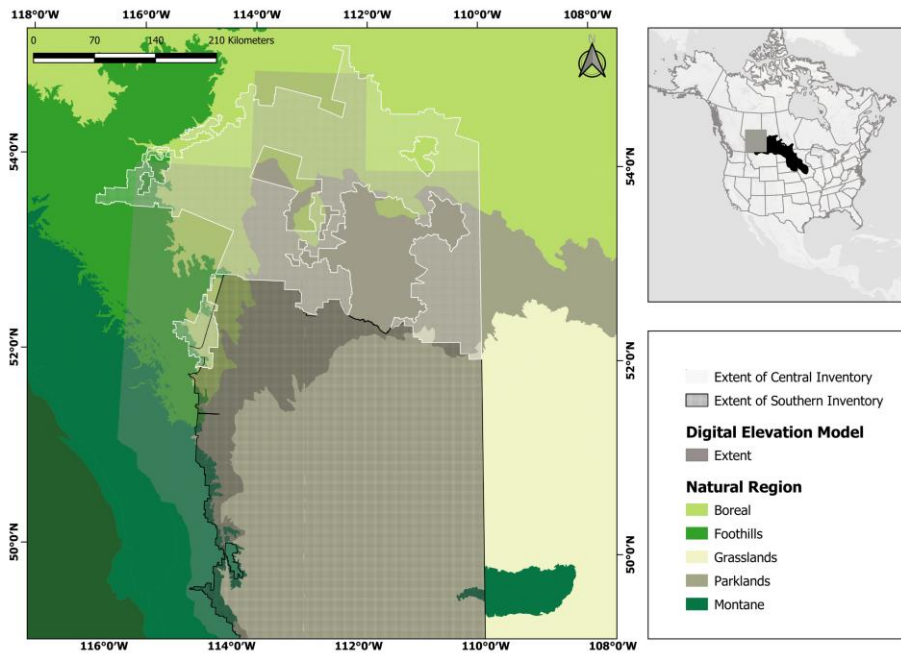 118°0'W 116°0'W 114°0'W 112°0'W 110°0'W 108°0'W
0 70 140 210 Kilometers
N
54°0'N 54°0'N
52°0'N 52°0'N
50°0'N 50°0'N
116°0'W 114°0'W 112°0'W 110°0'W 108°0'W
Extent of Central Inventory
Extent of Southern Inventory
Digital Elevation Model
Extent
Natural Region
Boreal
Foothills
Grasslands
Parklands
Montane